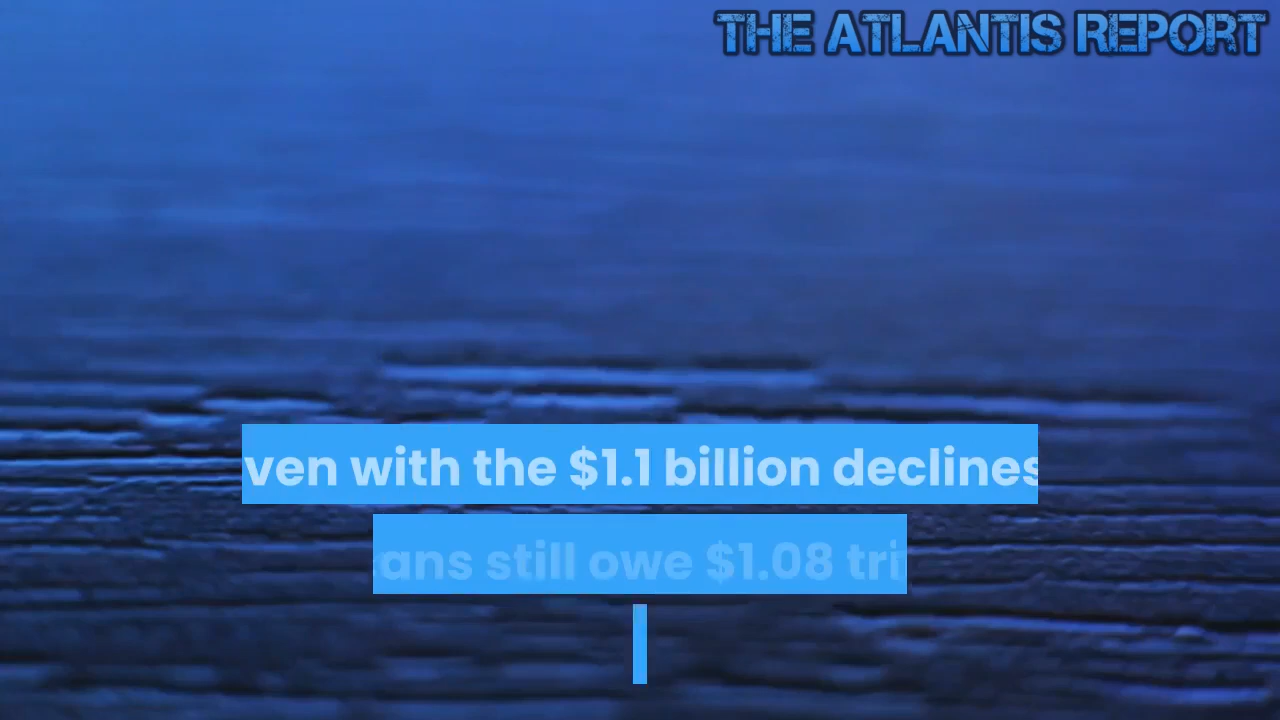 THE ATLANTIS REPORT
ven with the $1.1 billion declines
ans still owe $1.08 tri